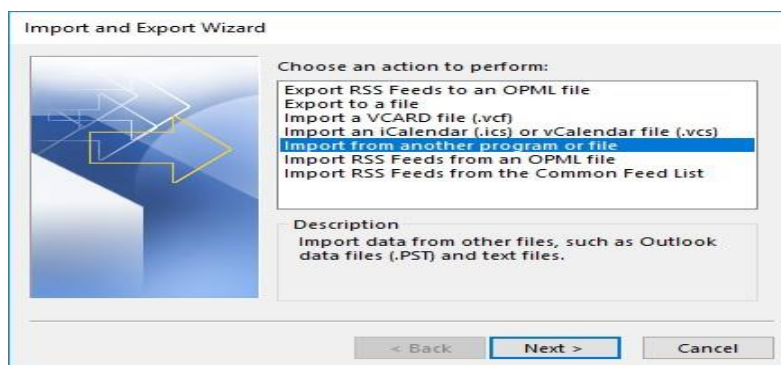 Import and Export Wizard
Choose an action to perform:
Export RSS Feeds to an OPML file
Export to a file
Import a VCARD file (.vcf)
Import an iCalendar (.ics) or vCalendar file (.vcs)
Import from another program or file
Import RSS Feeds from an OPML file
Import RSS Feeds from the Common Feed List
Description
Import data from other files, such as Outlook
data files (.PST) and text files.
< Back Next > Cancel